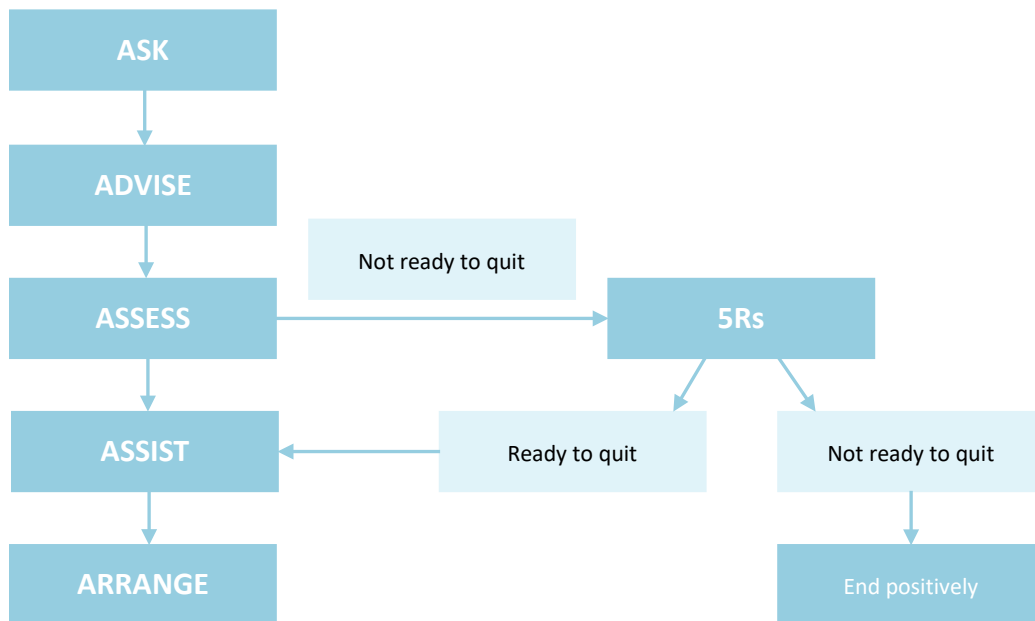 ASK
ADVISE
Not ready to quit
ASSESS
5Rs
ASSIST
Ready to quit
Not ready to quit
ARRANGE
End positively